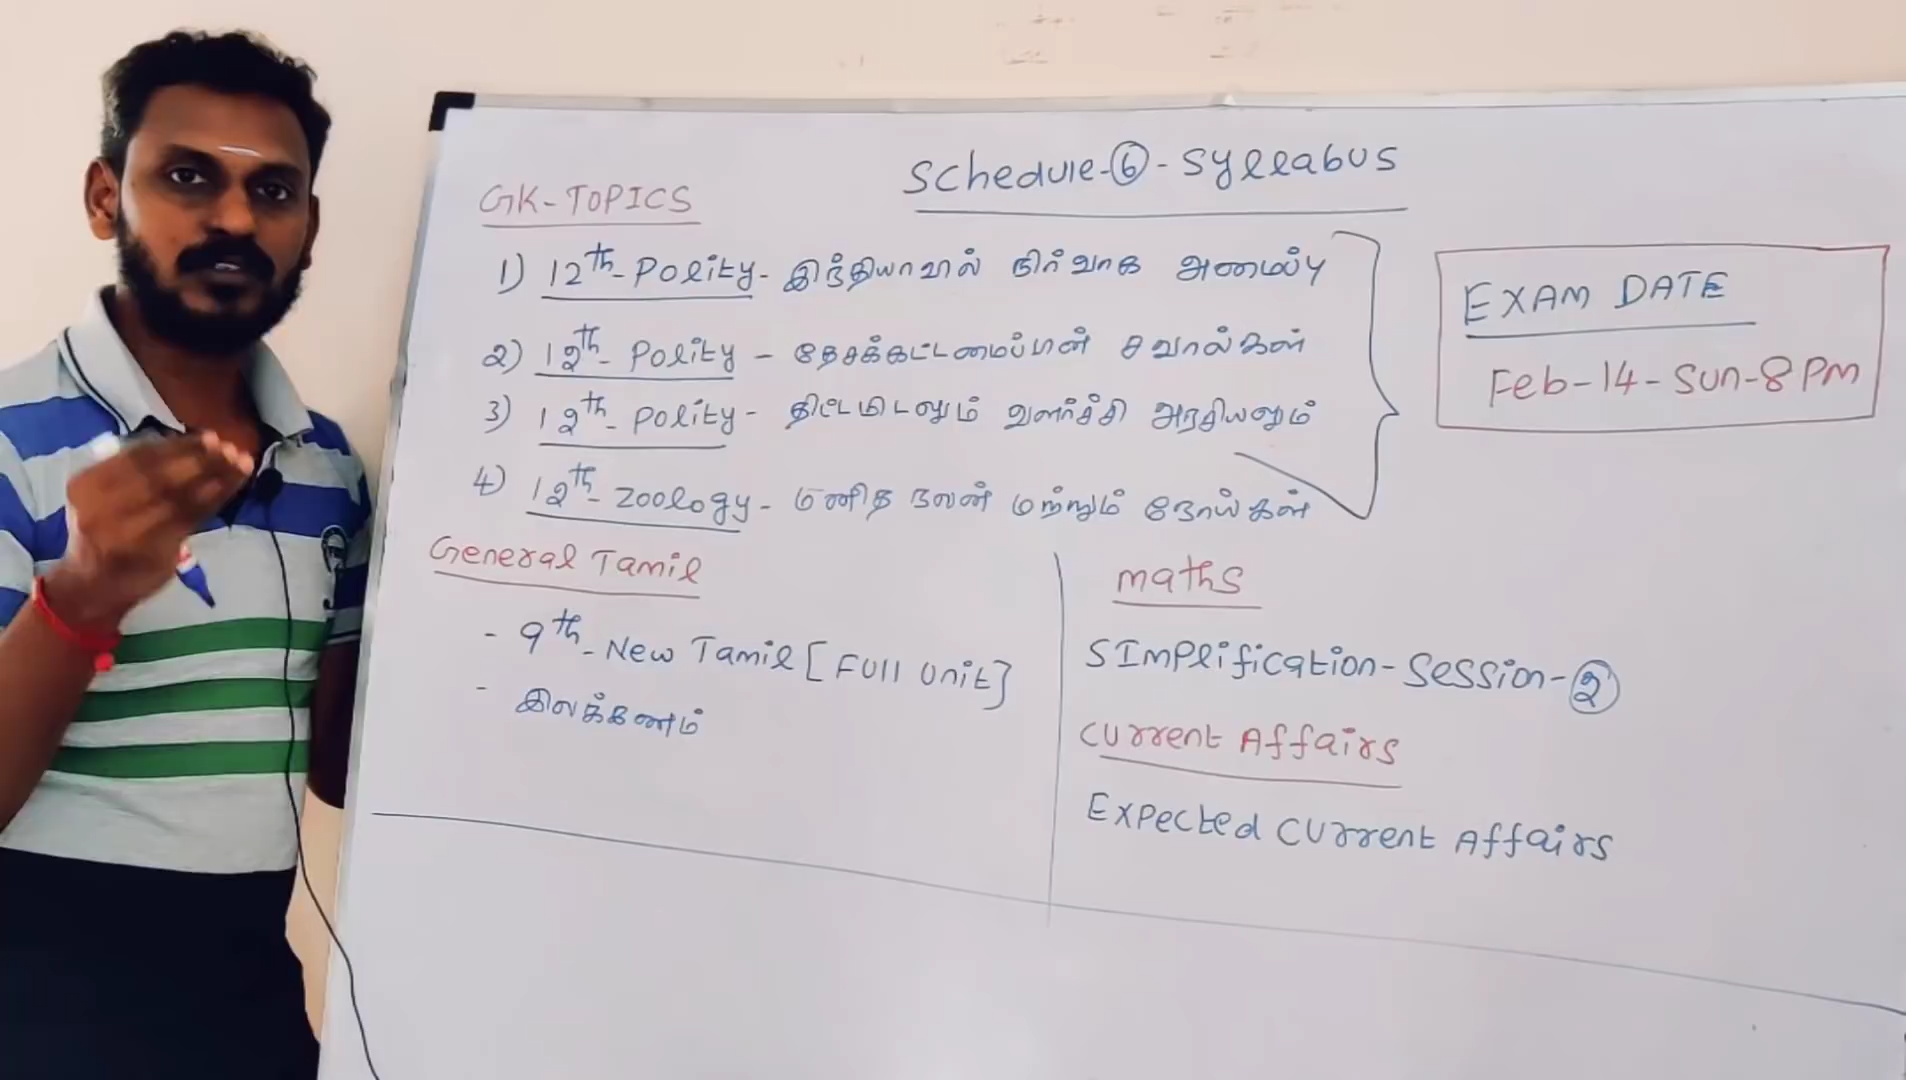 Schedule-⑥-Syllabus
GK-TOPICS
1) 12th-Polity- இந்தியாவில் நிர்வாக அமைப்பு
2) 12th- Polity - தேசக்கட்டமைப்பின் சவால்கள்
3) 12th- Polity- திட்டமிடலும் வளர்ச்சி அரசியலும்
4) 12th- Zoology- மனித நலன் மற்றும் நோய்கள்
EXAM DATE
Feb-14-Sun-8PM
General Tamil
- 9th-New Tamil [Full Unit]
- இலக்கணம்
Maths
Simplification-Session-②
Current Affairs
Expected Current Affairs